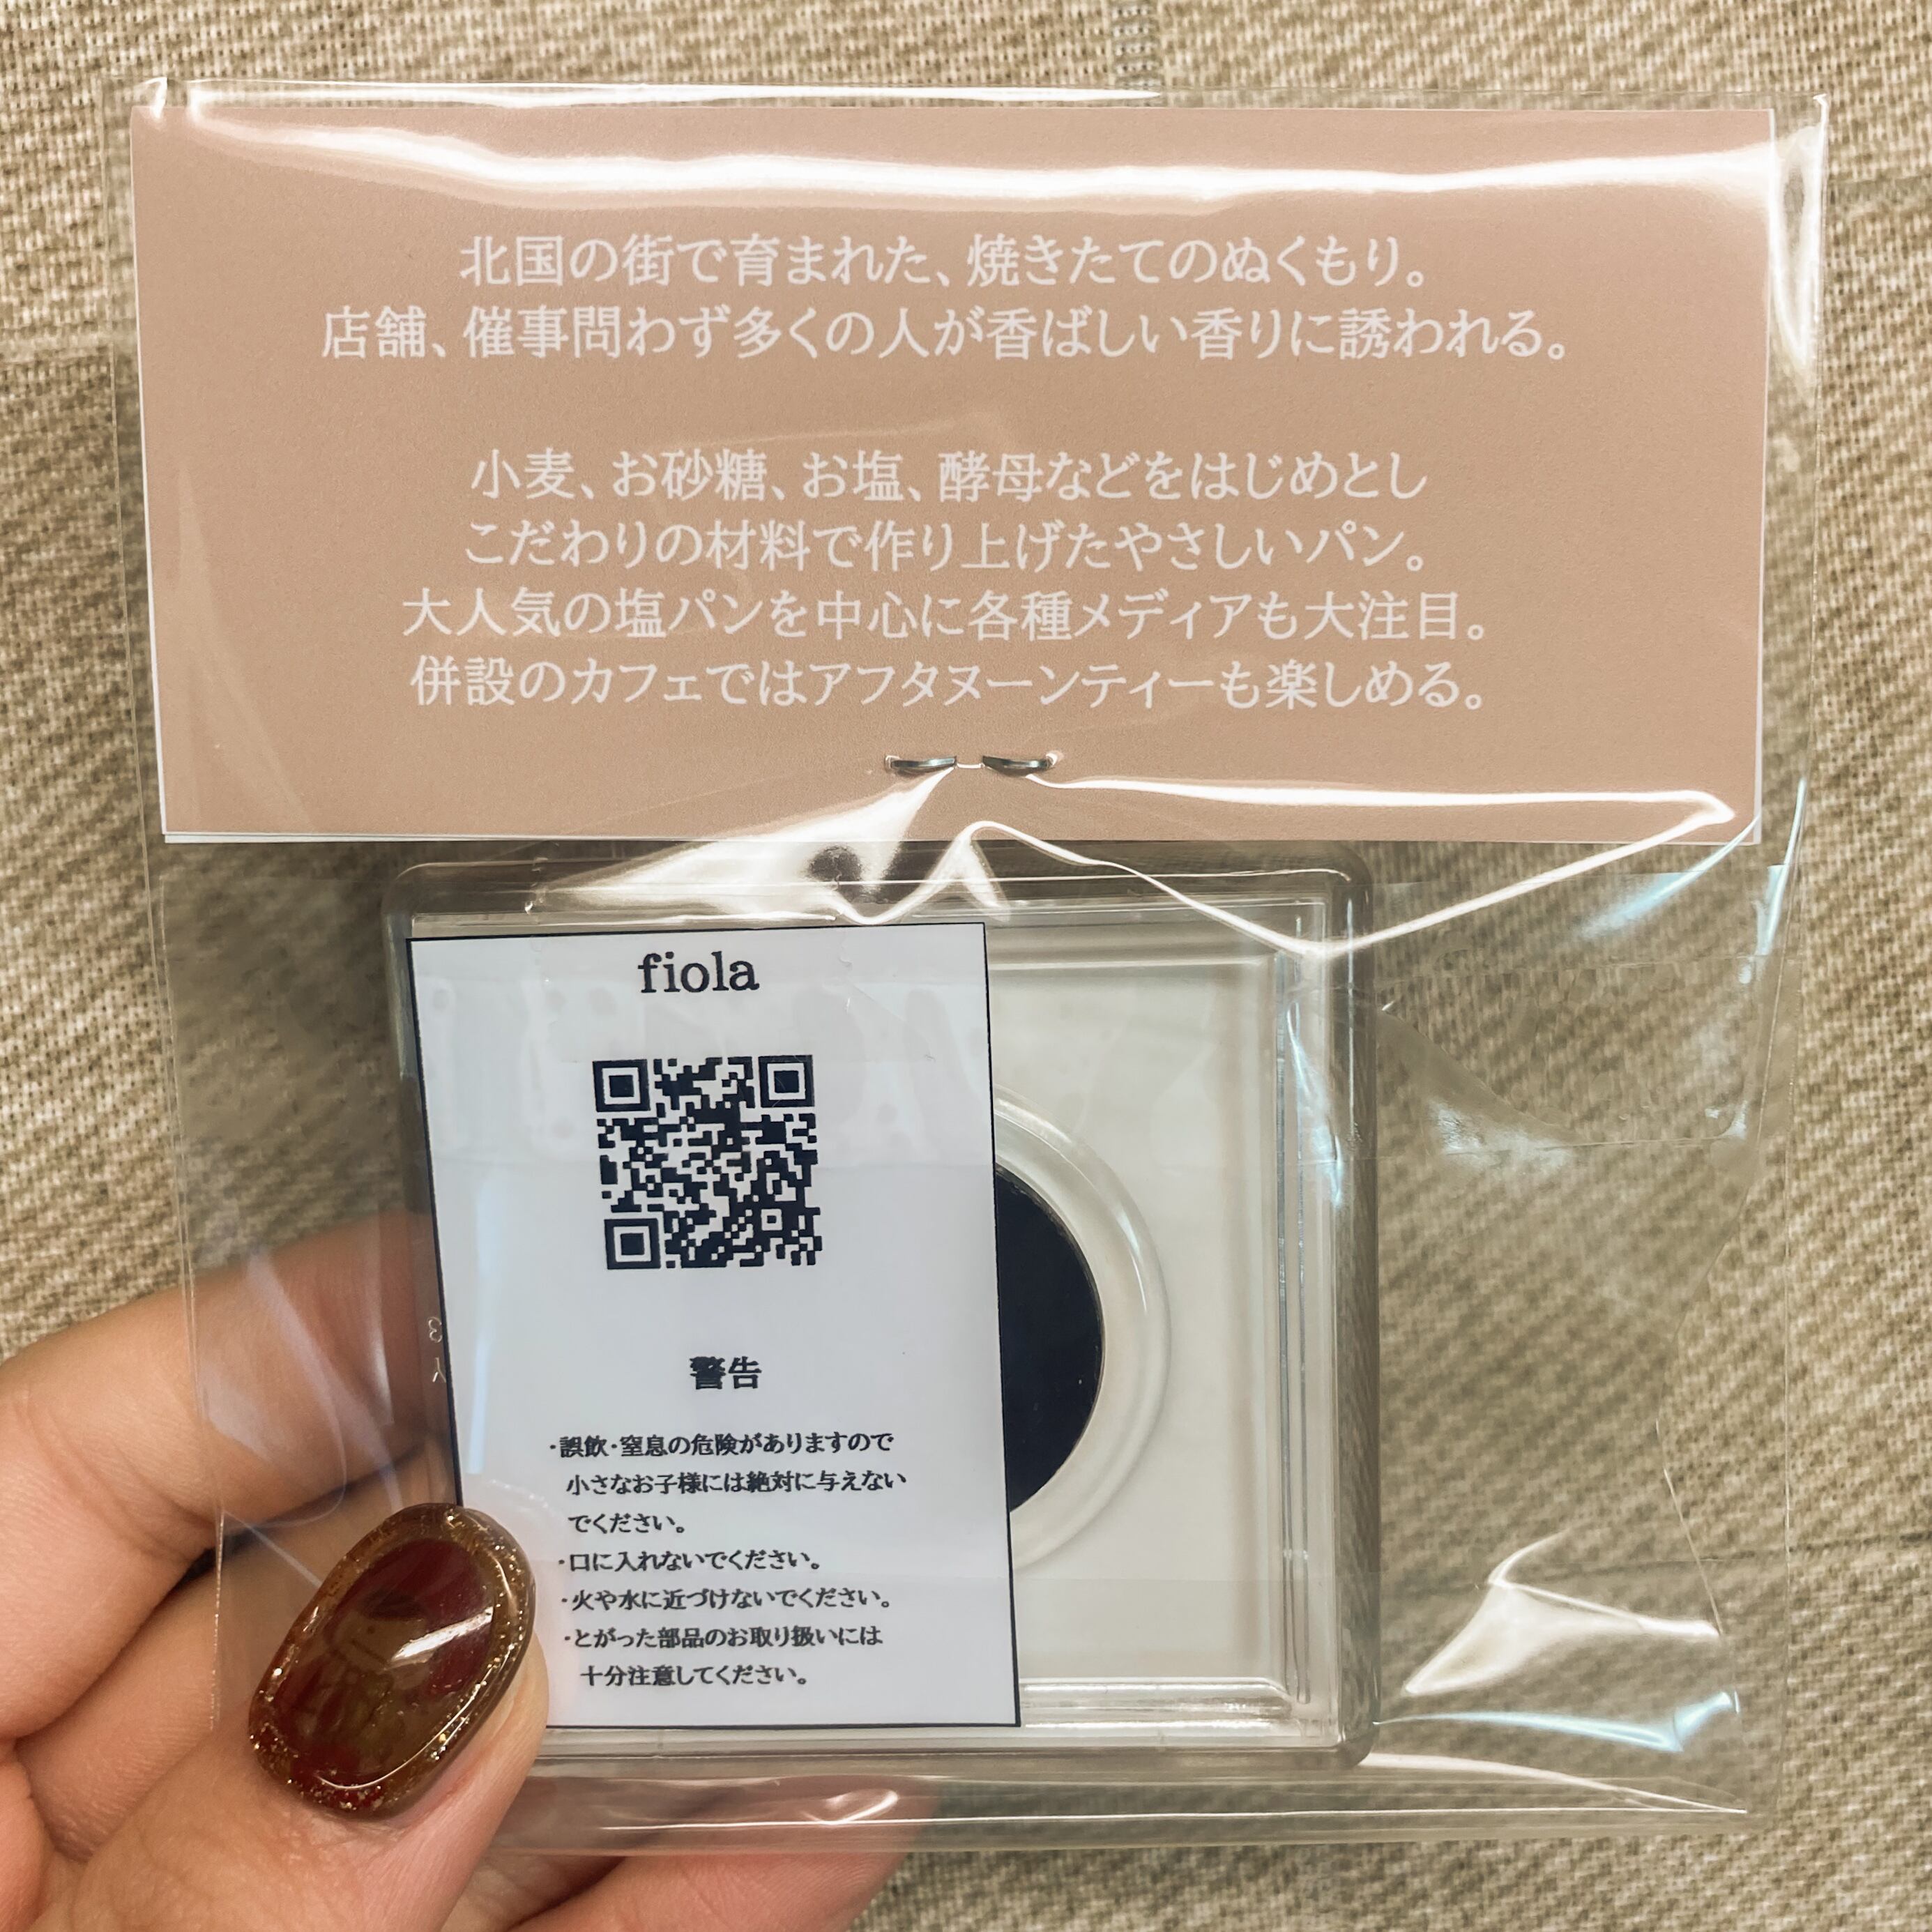 北国の街で育まれた、焼きたてのぬくもり。
店舗、催事問わず多くの人が香ばしい香りに誘われる。
小麦、お砂糖、お塩、酵母などをはじめとし
こだわりの材料で作り上げたやさしいパン。
大人気の塩パンを中心に各種メディアも大注目。
併設のカフェではアフタヌーンティーも楽しめる。
fiola
警告
・誤飲・窒息の危険がありますので
小さなお子様には絶対に与えない
でください。
・口に入れないでください。
・火や水に近づけないでください。
・とがった部品のお取り扱いには
十分注意してください。